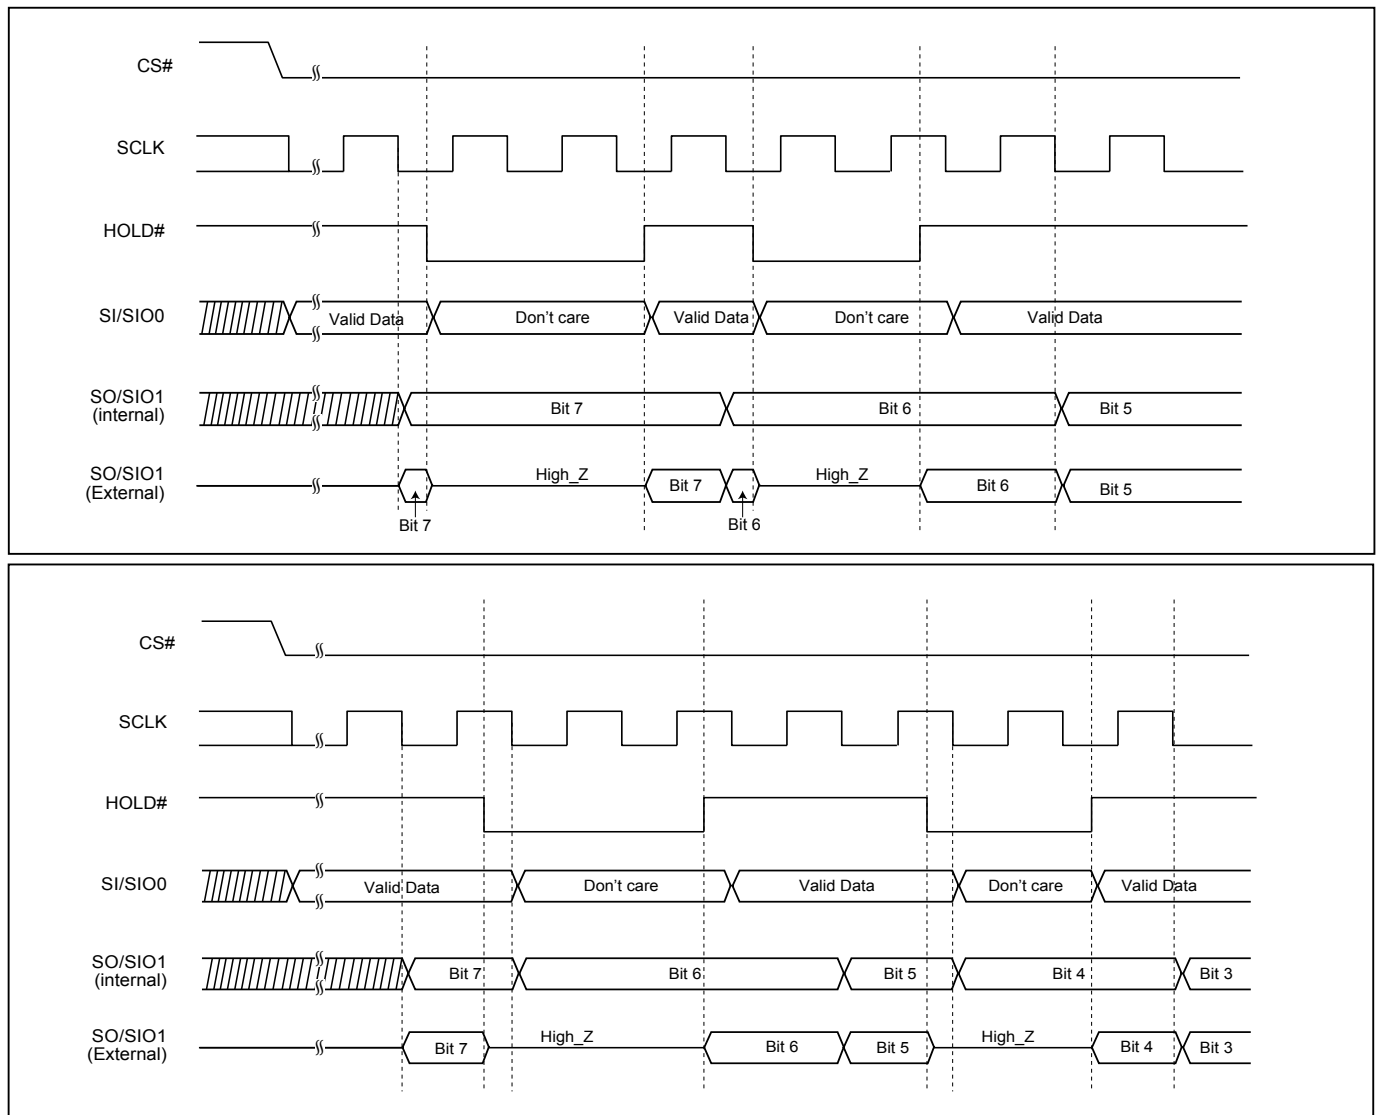 CS#
SCLK
HOLD#
SI/SIO0
Valid Data
Don't care
Valid Data
Don't care
Valid Data
SO/SIO1
(internal)
Bit 7
Bit 6
Bit 5
SO/SIO1
(External)
High_Z
Bit 7
High_Z
Bit 6
Bit 5
Bit 7
Bit 6
CS#
SCLK
HOLD#
SI/SIO0
Valid Data
Don't care
Valid Data
Don't care
Valid Data
SO/SIO1
(internal)
Bit 7
Bit 6
Bit 5
Bit 4
Bit 3
SO/SIO1
(External)
Bit 7
High_Z
Bit 6
Bit 5
High_Z
Bit 4
Bit 3